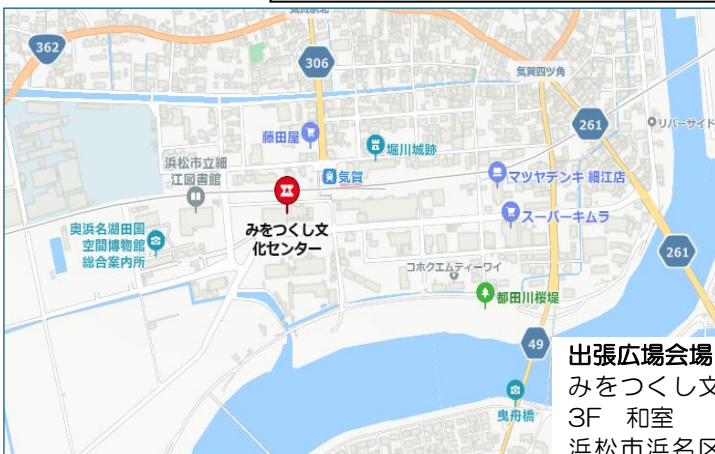 362
306
気賀四ツ角
261
リバーサイド
藤田屋
堀川城跡
浜松市立細
江図書館
気賀
マツヤデンキ 細江店
みをつくし文
化センター
スーパーキムラ
奥浜名湖田園
空間博物館
総合案内所
261
コホクエムティーワイ
都田川桜堤
49
曳舟橋
出張広場会場
みをつくし文
3F 和室
浜松市浜名区